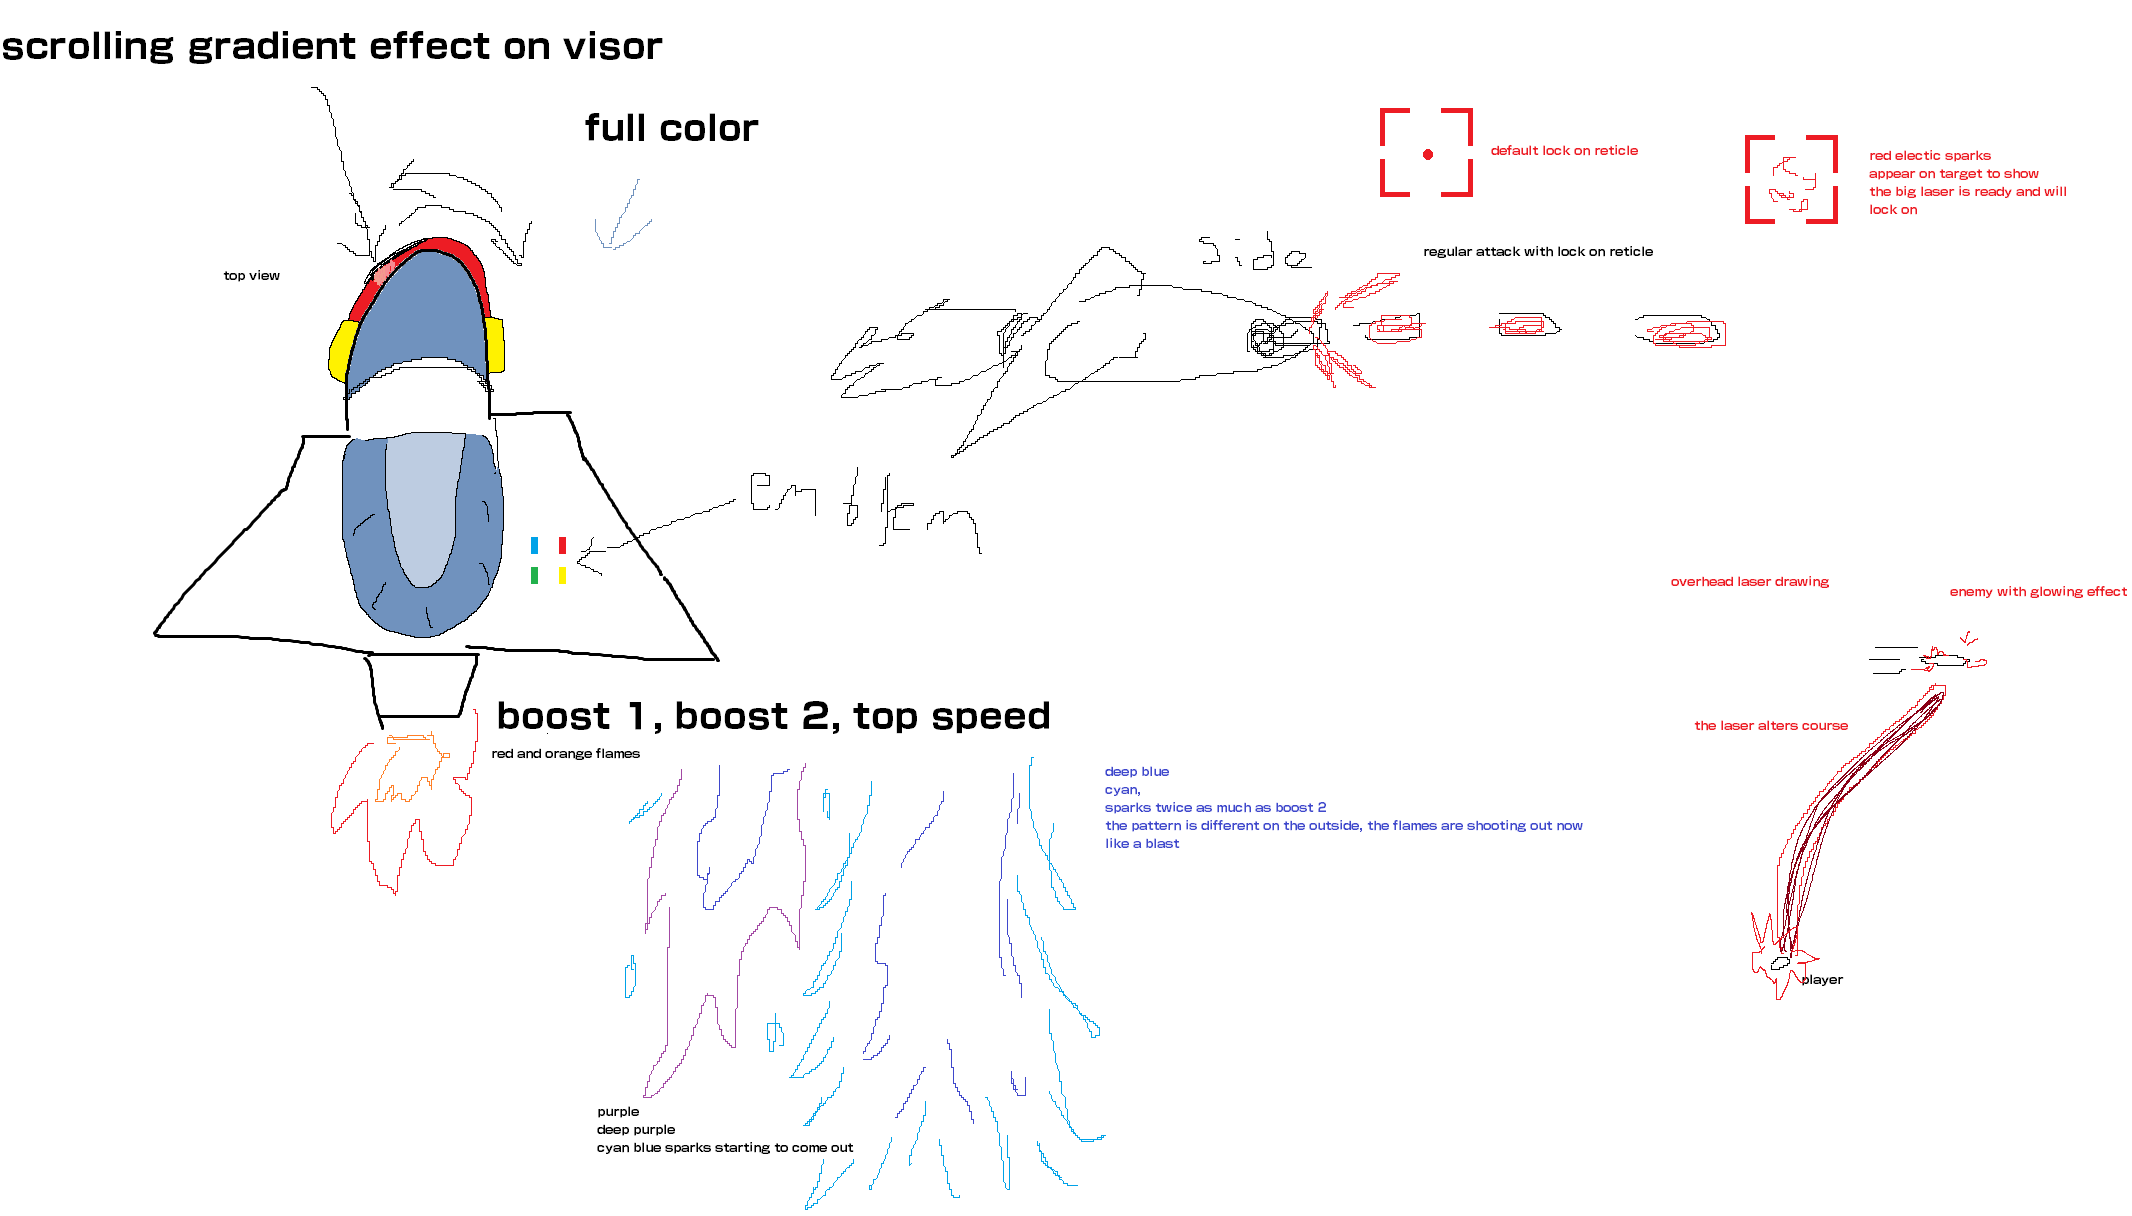 scrolling gradient effect on visor
full color
default lock on reticle
red electic sparks
appear on target to show
the big laser is ready and will
lock on
regular attack with lock on reticle
side
top view
overhead laser drawing
enemy with glowing effect
the laser alters course
boost 1, boost 2, top speed
red and orange flames
deep blue
cyan,
sparks twice as much as boost 2
the pattern is different on the outside, the flames are shooting out now
like a blast
player
purple
deep purple
cyan blue sparks starting to come out